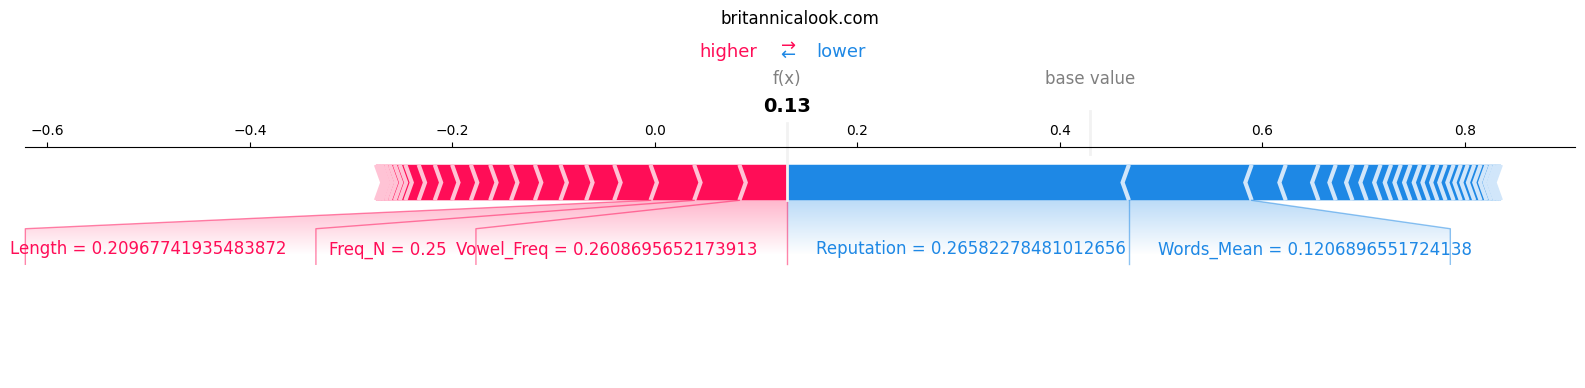 britannicalook.com
higher → ← lower
f(x) base value
0.13
−0.6 −0.4 −0.2 0.0 0.2 0.4 0.6 0.8
Length = 0.20967741935483872 Freq_N = 0.25 Vowel_Freq = 0.2608695652173913 Reputation = 0.26582278481012656 Words_Mean = 0.1206896551724138